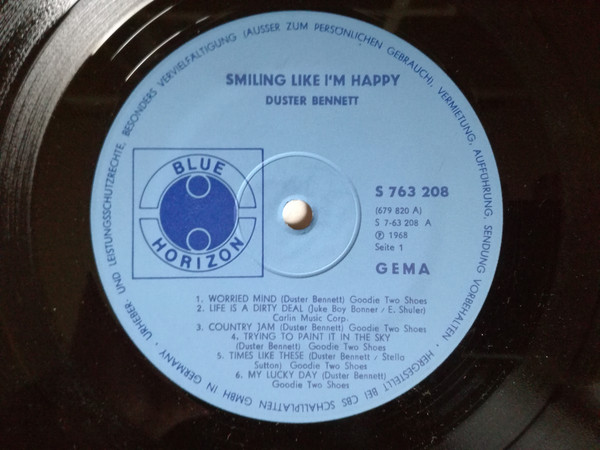 SMILING LIKE I'M HAPPY
DUSTER BENNETT
BLUE
HORIZON
S 763 208
(679 820 A)
S 7-63 208 A
Ⓟ 1968
Seite 1
GEMA
1. WORRIED MIND (Duster Bennett) Goodie Two Shoes
2. LIFE IS A DIRTY DEAL (Juke Boy Bonner / E. Shuler)
Carlin Music Corp.
3. COUNTRY JAM (Duster Bennett) Goodie Two Shoes
4. TRYING TO PAINT IT IN THE SKY
(Duster Bennett) Goodie Two Shoes
5. TIMES LIKE THESE (Duster Bennett / Stella
Sutton) Goodie Two Shoes
6. MY LUCKY DAY (Duster Bennett)
Goodie Two Shoes
URHEBER- UND LEISTUNGSSCHUTZRECHTE, BESONDERS VERVIELFÄLTIGUNG (AUSSER ZUM PERSÖNLICHEN GEBRAUCH), VERMIETUNG, AUFFÜHRUNG, SENDUNG VORBEHALTEN · HERGESTELLT BEI CBS SCHALLPLATTEN GMBH IN GERMANY ·